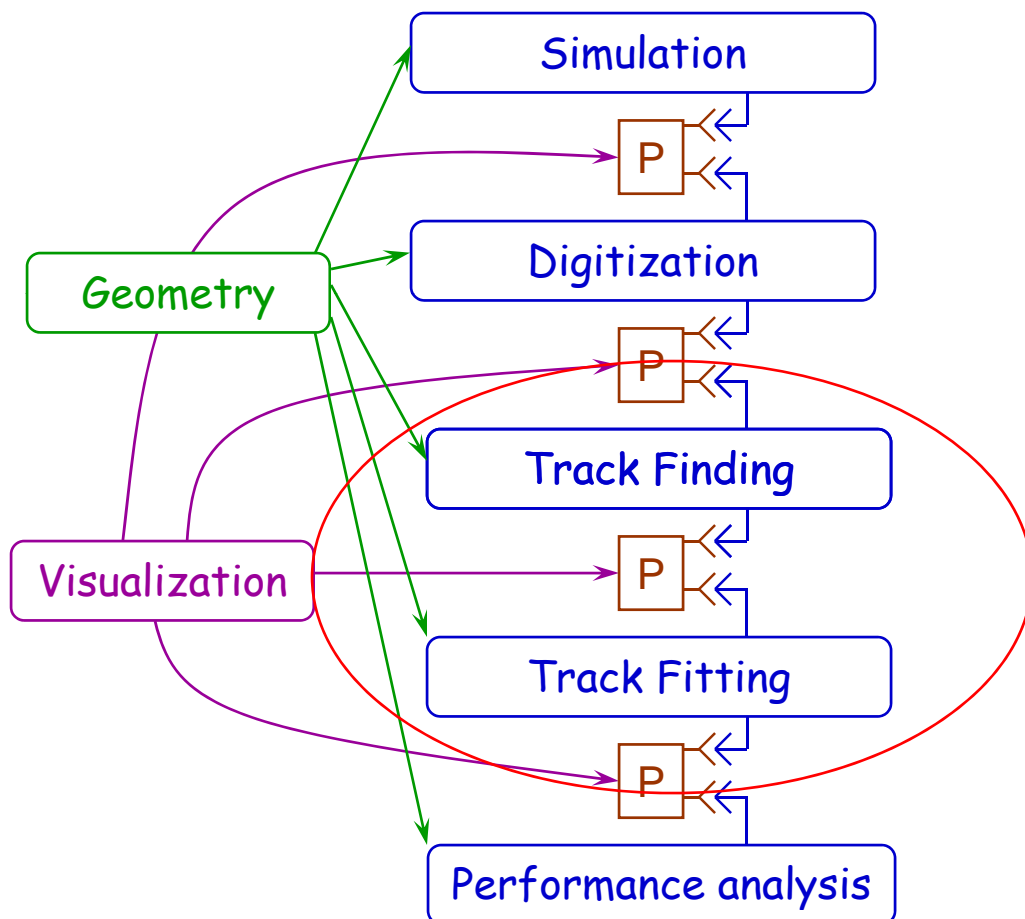 Simulation
P
Digitization
Geometry
P
Track Finding
Visualization
P
Track Fitting
P
Performance analysis